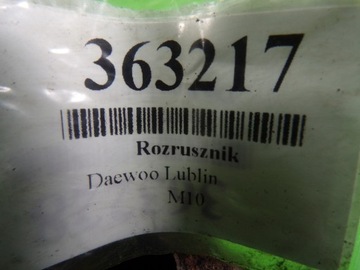 363217
Rozrusznik
Daewoo Lublin
M10